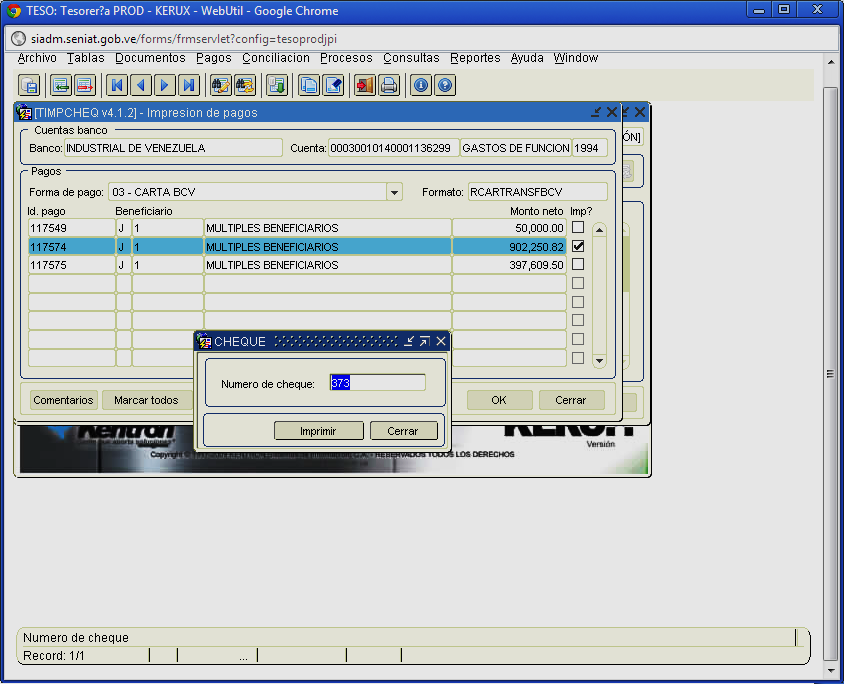 TESO: Tesorer?a PROD - KERUX - WebUtil - Google Chrome
siadm.seniat.gob.ve/forms/frmservlet?config=tesoprodjpi
Archivo Tablas Documentos Pagos Conciliacion Procesos Consultas Reportes Ayuda Window
[TIMPCHEQ v4.1.2] - Impresion de pagos
ÓN]
Cuentas banco
Banco: INDUSTRIAL DE VENEZUELA Cuenta: 00030010140001136299 GASTOS DE FUNCION 1994
Pagos
Forma de pago: 03 - CARTA BCV Formato: RCARTRANSFBCV
Id. pago Beneficiario Monto neto Imp?
117549 J 1 MULTIPLES BENEFICIARIOS 50,000.00
117574 J 1 MULTIPLES BENEFICIARIOS 902,250.82
117575 J 1 MULTIPLES BENEFICIARIOS 397,609.50
CHEQUE
Numero de cheque: 373
Comentarios Marcar todos OK Cerrar
Imprimir Cerrar
Kentron KERUX
Versión
Copyright RESERVADOS TODOS LOS DERECHOS
Numero de cheque
Record: 1/1 ...